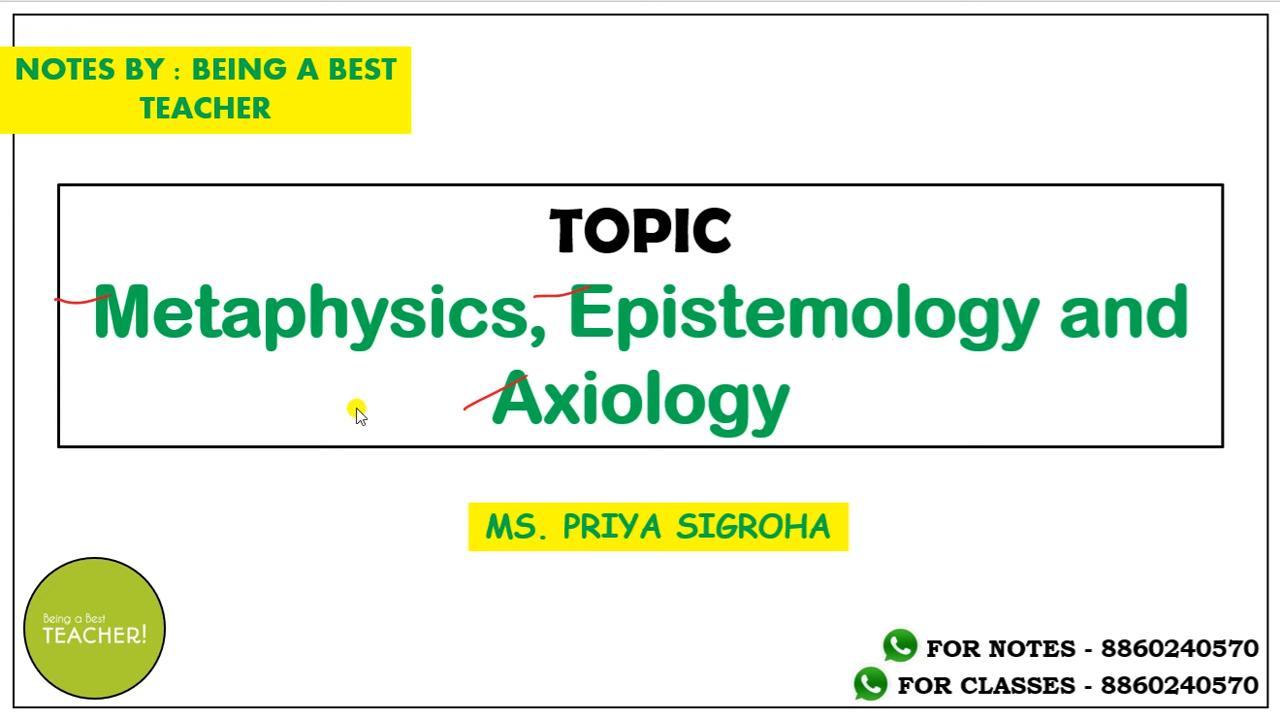 NOTES BY : BEING A BEST
TEACHER
TOPIC
Metaphysics, Epistemology and
Axiology
MS. PRIYA SIGROHA
Being a Best
TEACHER!
FOR NOTES - 8860240570
FOR CLASSES - 8860240570